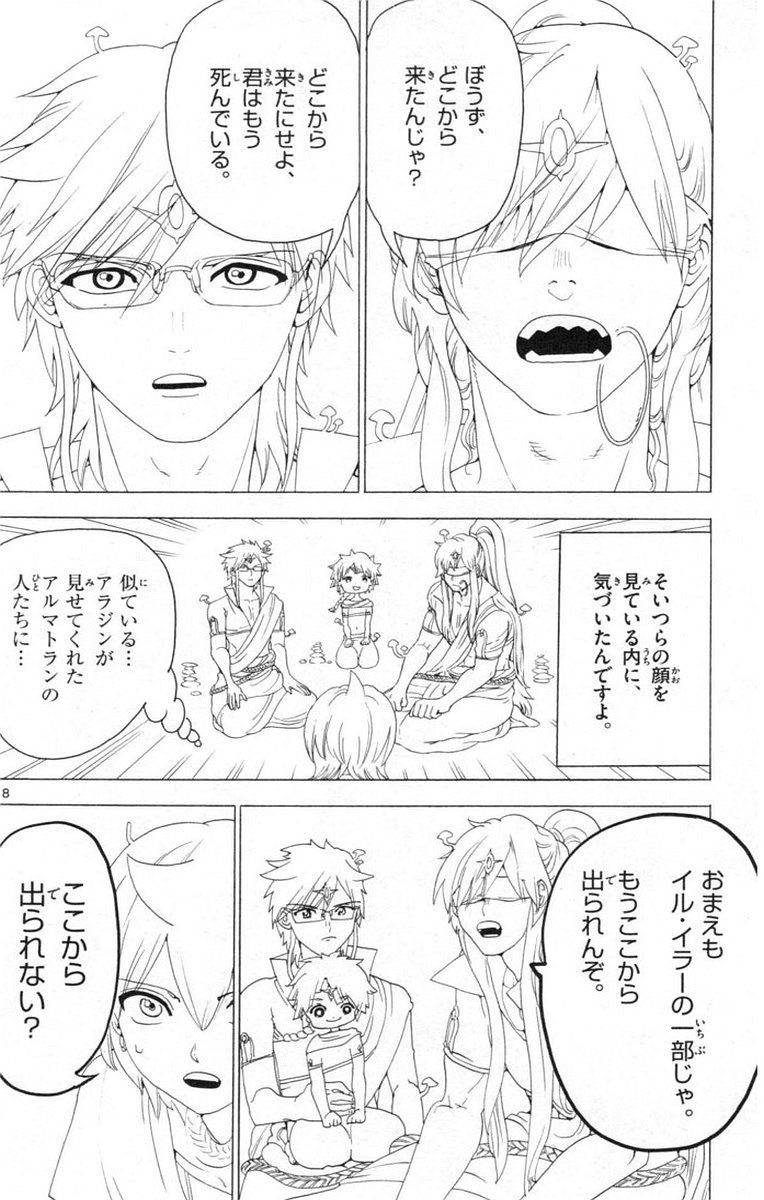 ぼうず、
どこから
来たんじゃ?
どこから
来たにせよ、
君はもう
死んでいる。
そいつらの顔を
見ている内に、
気づいたんですよ。
似ている…
アラジンが
見せてくれた
アルマトランの
人たちに…
8
おまえも
イル・イラーの一部じゃ。
もうここから
出られんぞ。
ここから
出られない?